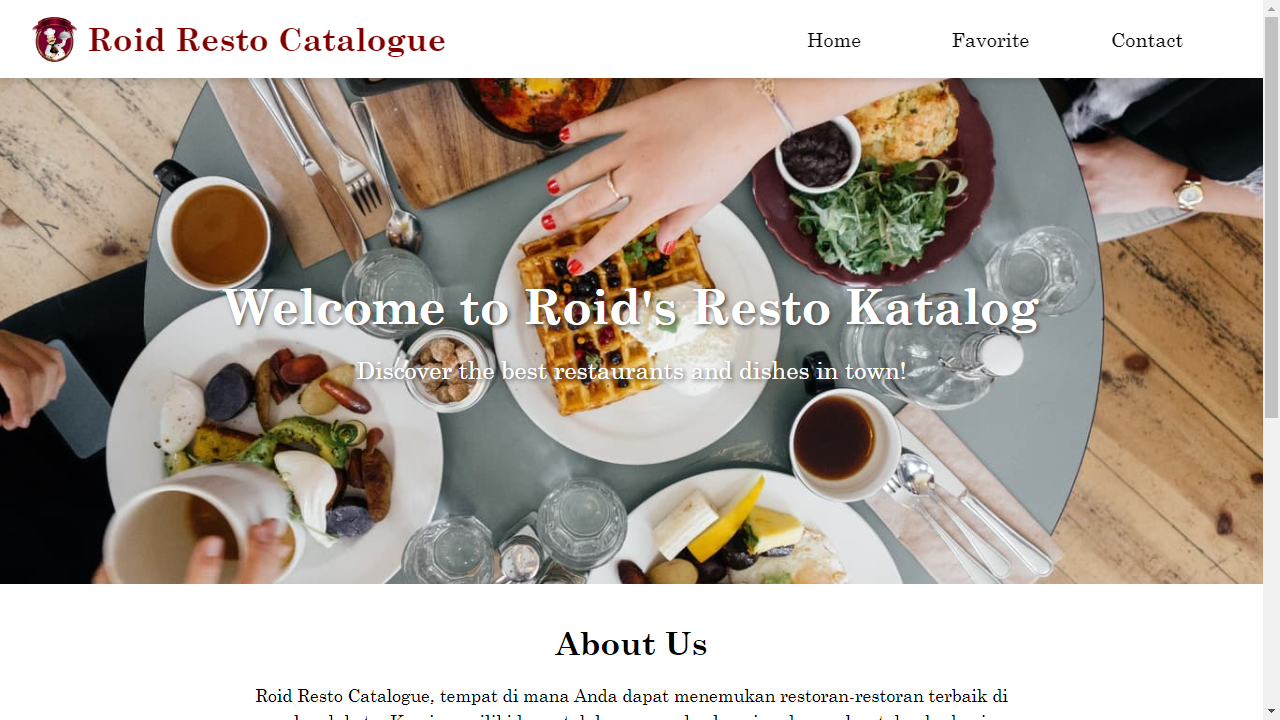 Roid Resto Catalogue
Home
Favorite
Contact
Welcome to Roid's Resto Katalog
Discover the best restaurants and dishes in town!
About Us
Roid Resto Catalogue, tempat di mana Anda dapat menemukan restoran-restoran terbaik di